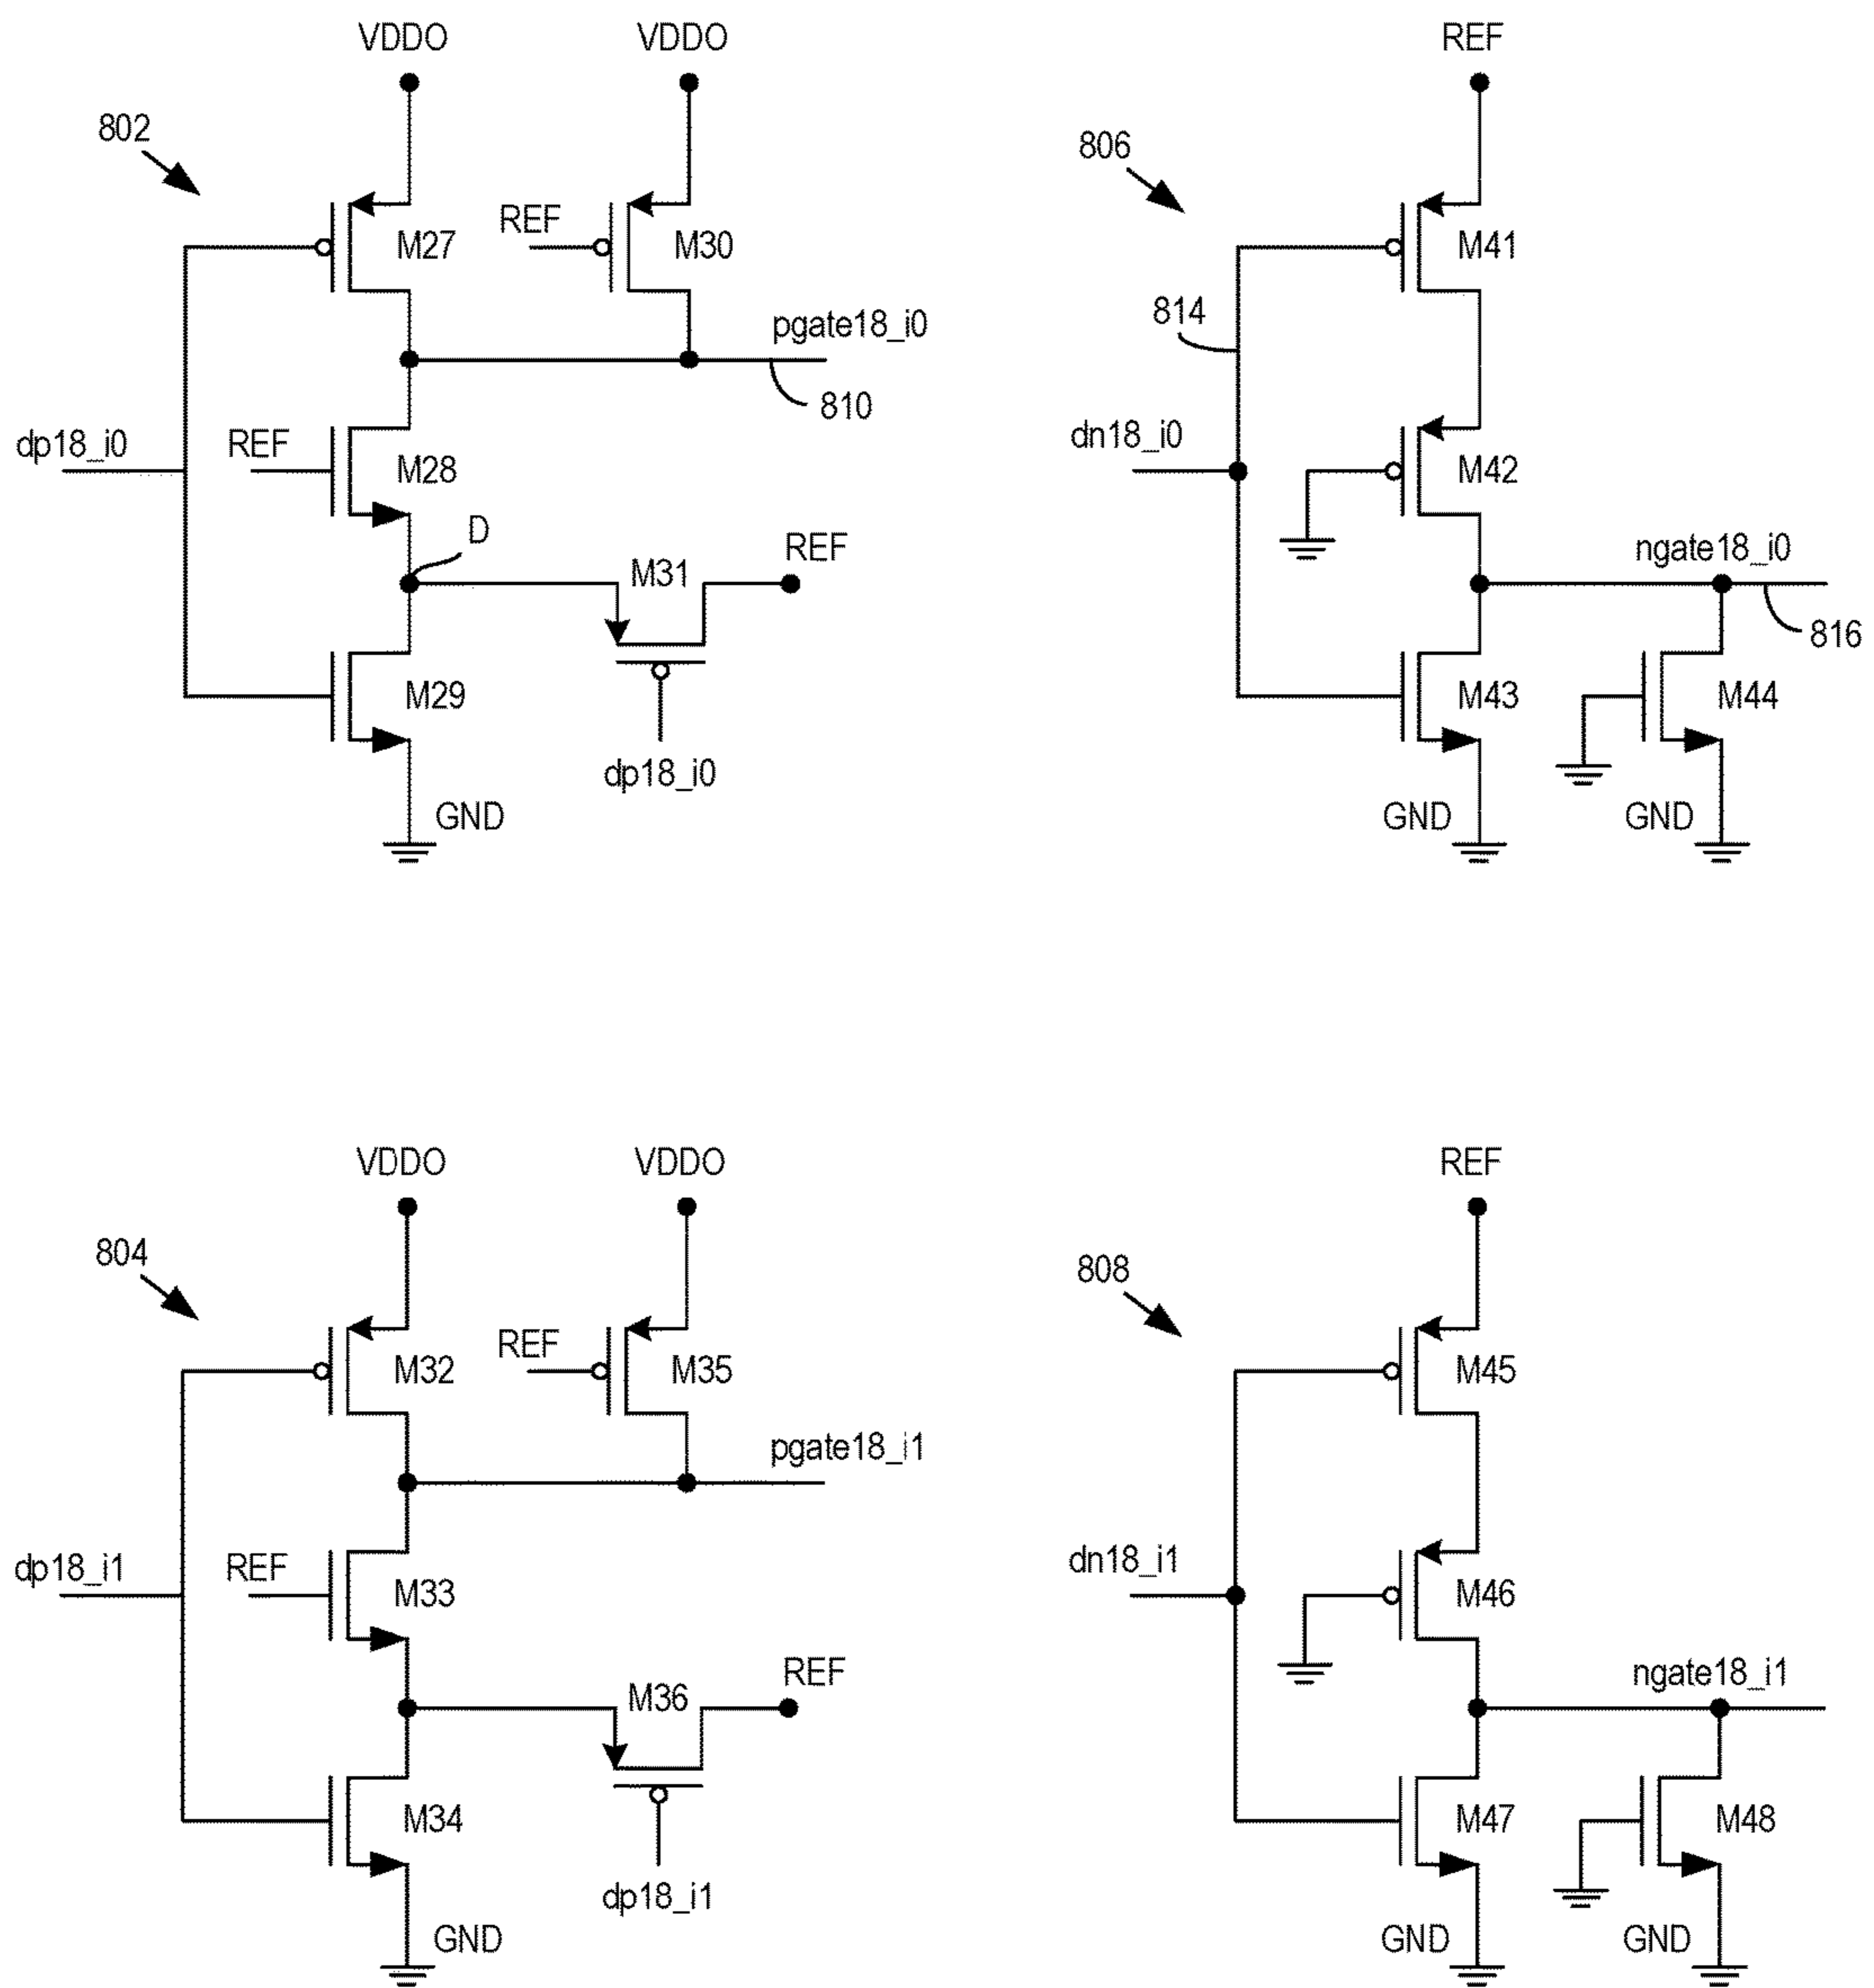 VDDO
VDDO
802
M27
REF
M30
pgate18_i0
810
dp18_i0
REF
M28
D
M31
REF
M29
dp18_i0
GND
REF
806
M41
814
dn18_i0
M42
ngate18_i0
816
M43
M44
GND
GND
VDDO
VDDO
804
M32
REF
M35
pgate18_i1
dp18_i1
REF
M33
M36
REF
M34
dp18_i1
GND
REF
808
M45
dn18_i1
M46
ngate18_i1
M47
M48
GND
GND